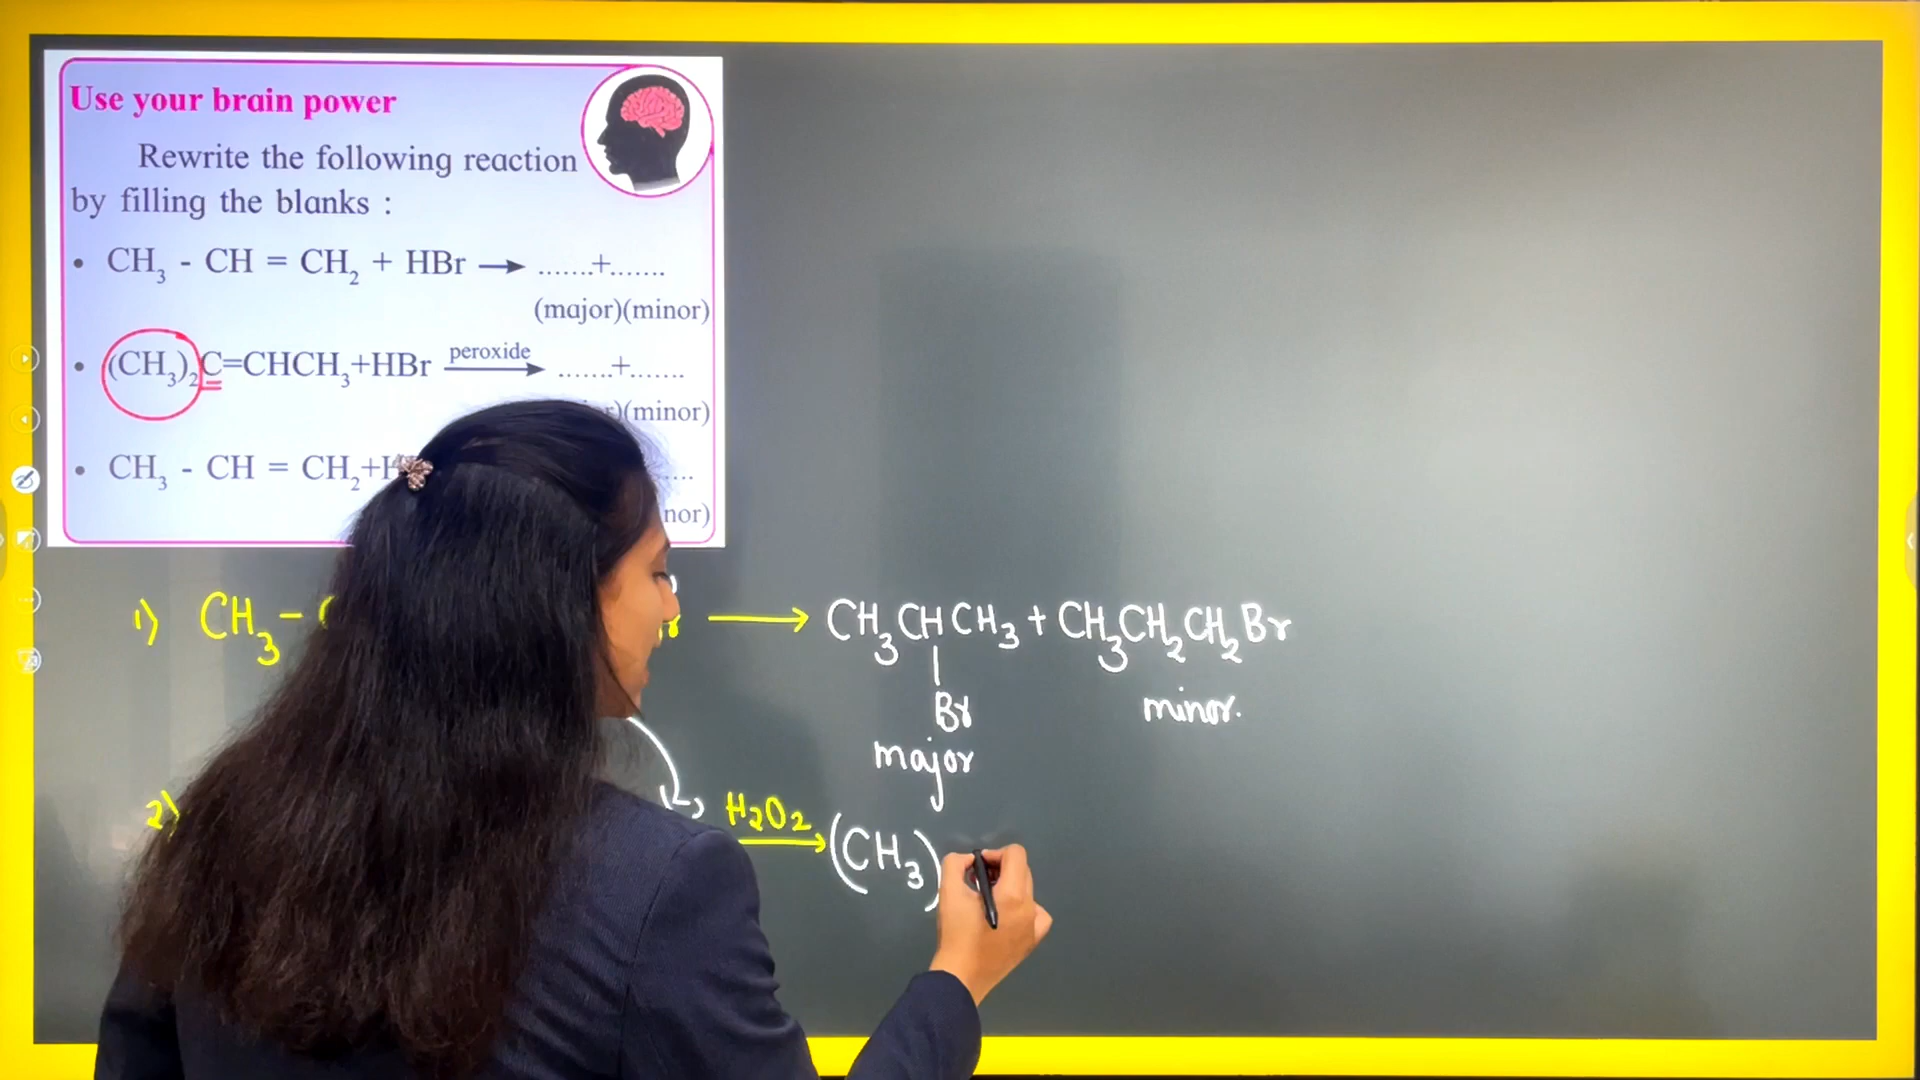 Use your brain power
Rewrite the following reaction
by filling the blanks :
• CH₃ - CH = CH₂ + HBr ⟶ .......+.......
(major)(minor)
• (CH₃)₂C=CHCH₃+HBr peroxide⟶ .......+.......
)(minor)
• CH₃ - CH = CH₂+H
nor)
1) CH₃ - ⟶ CH₃CHCH₃ + CH₃CH₂CH₂Br
|
Br minor.
major
2) H₂O₂⟶ (CH₃)